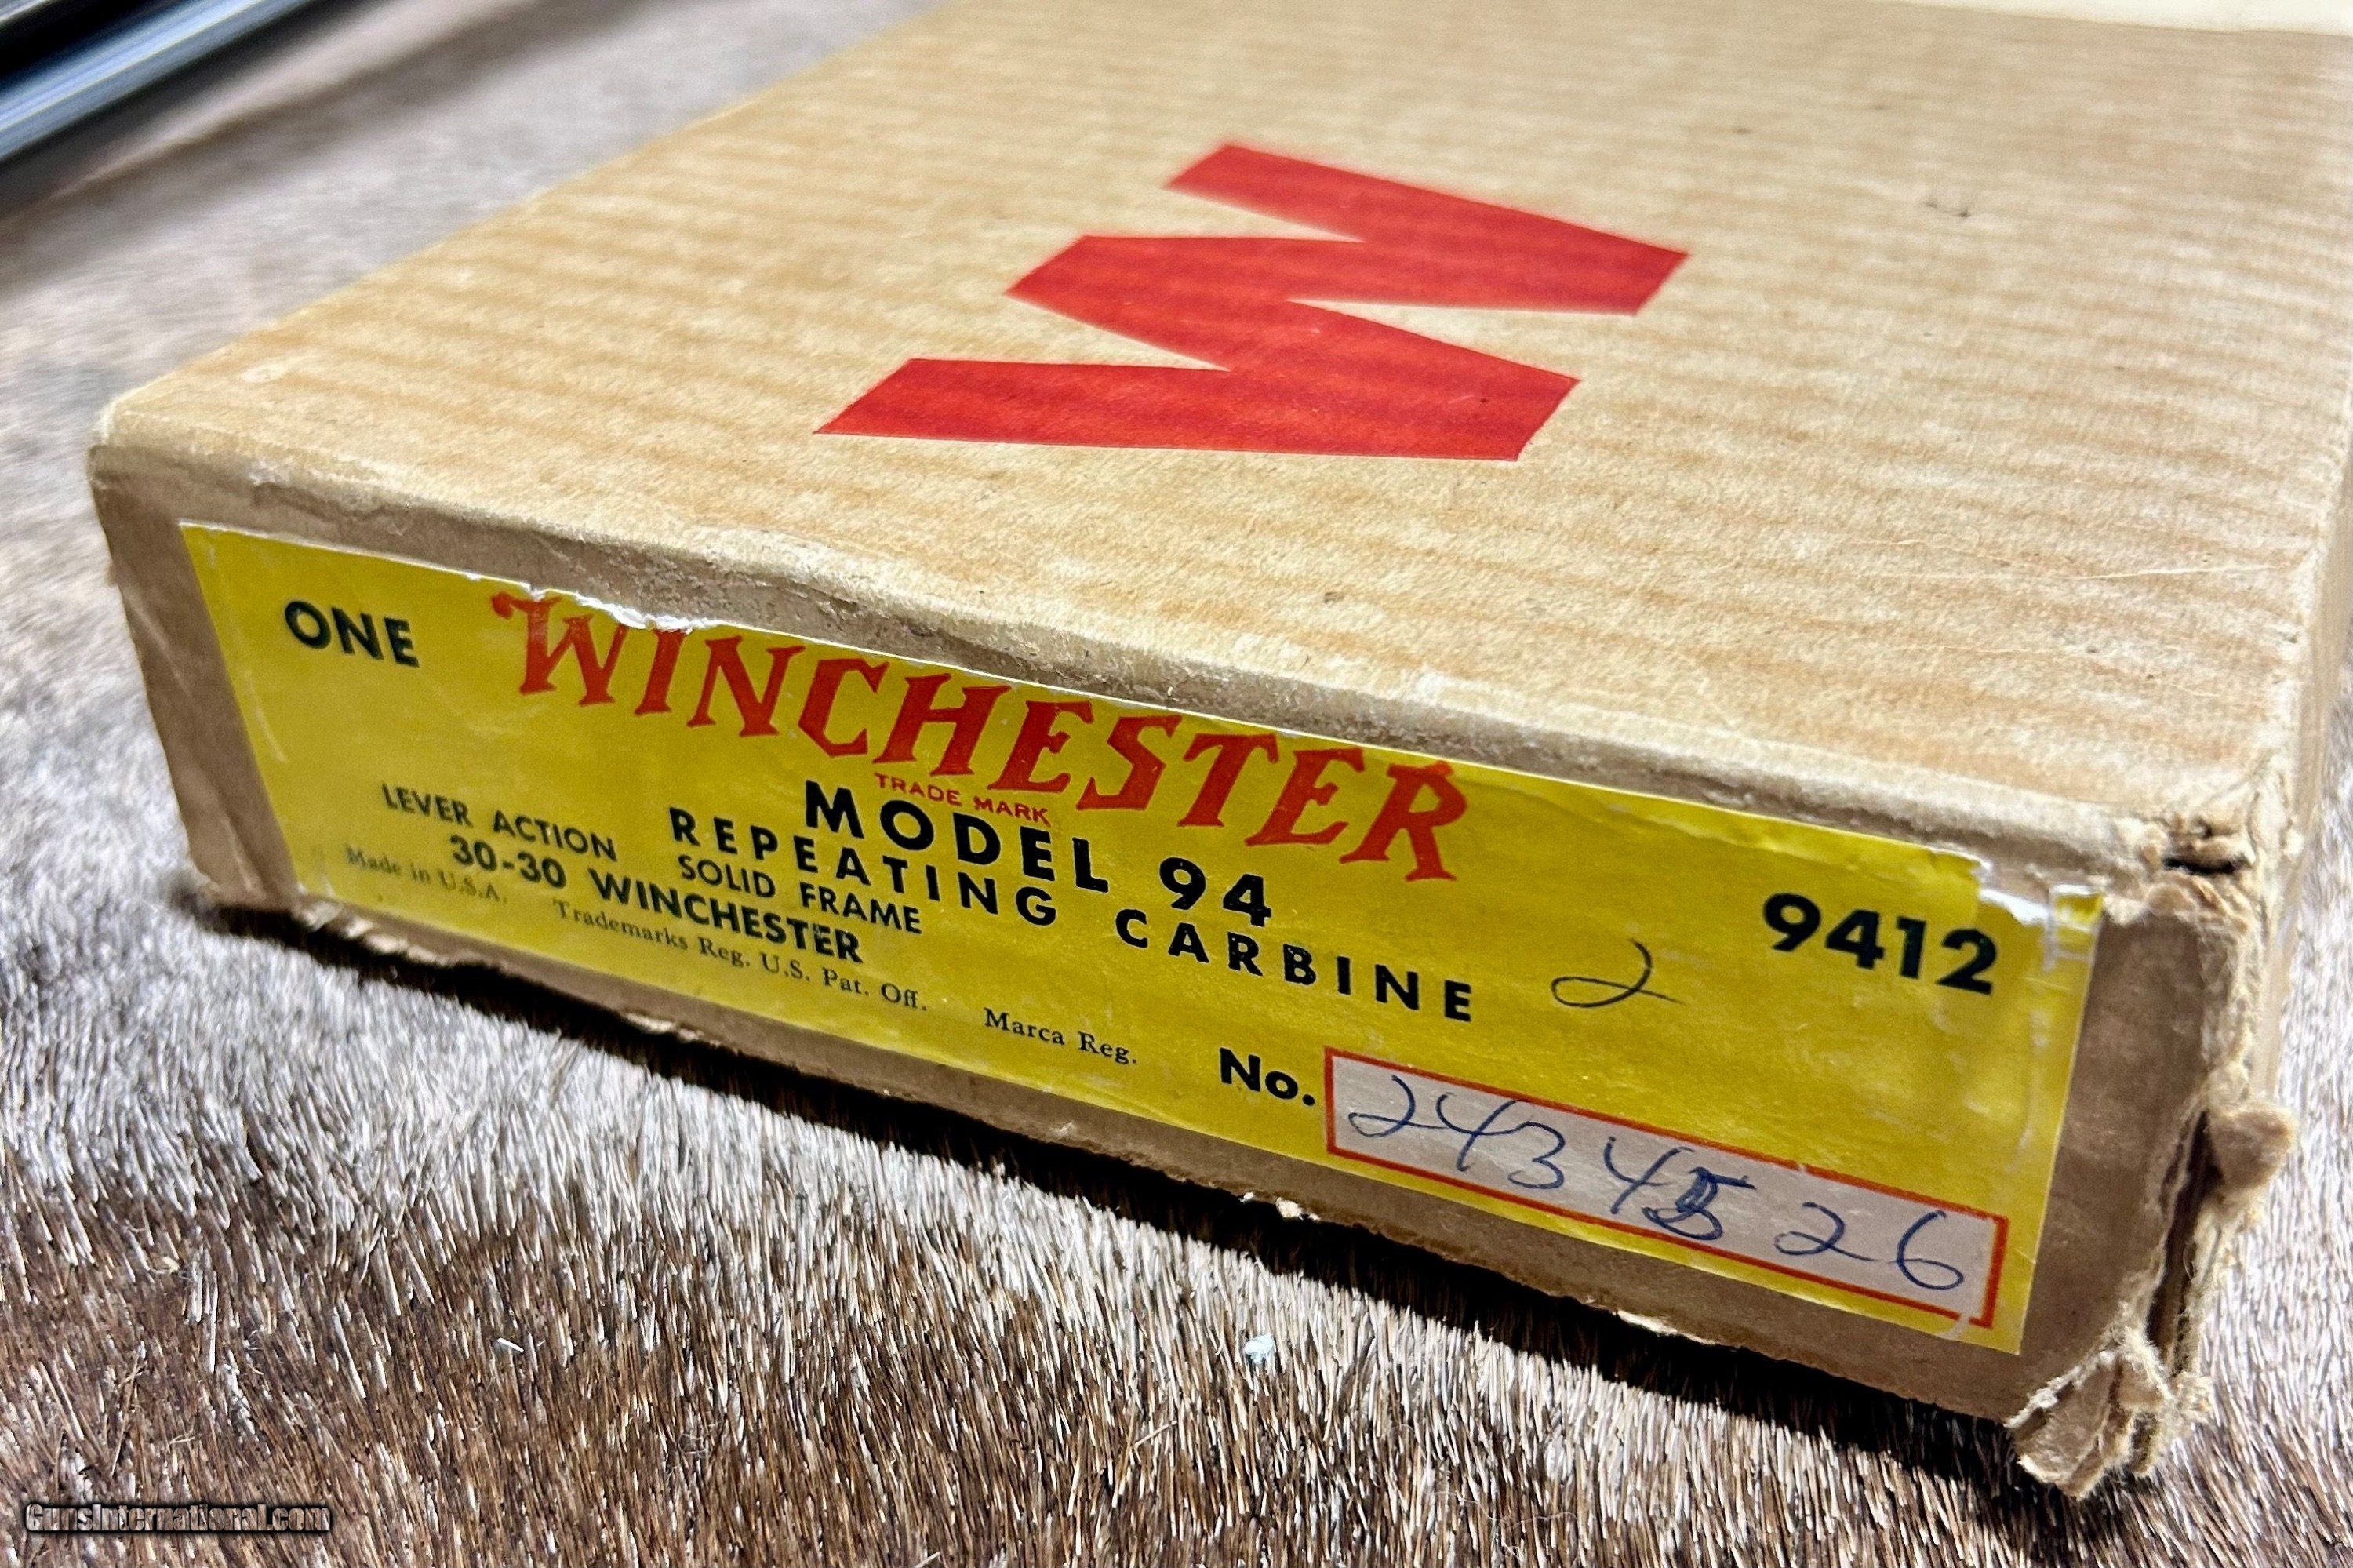 W
ONE
WINCHESTER
TRADE MARK
MODEL 94
9412
REPEATING CARBINE
2
LEVER ACTION SOLID FRAME
30-30 WINCHESTER
Made in U.S.A. Trademarks Reg. U.S. Pat. Off. Marca Reg.
No. 2434526
GunsInternational.com